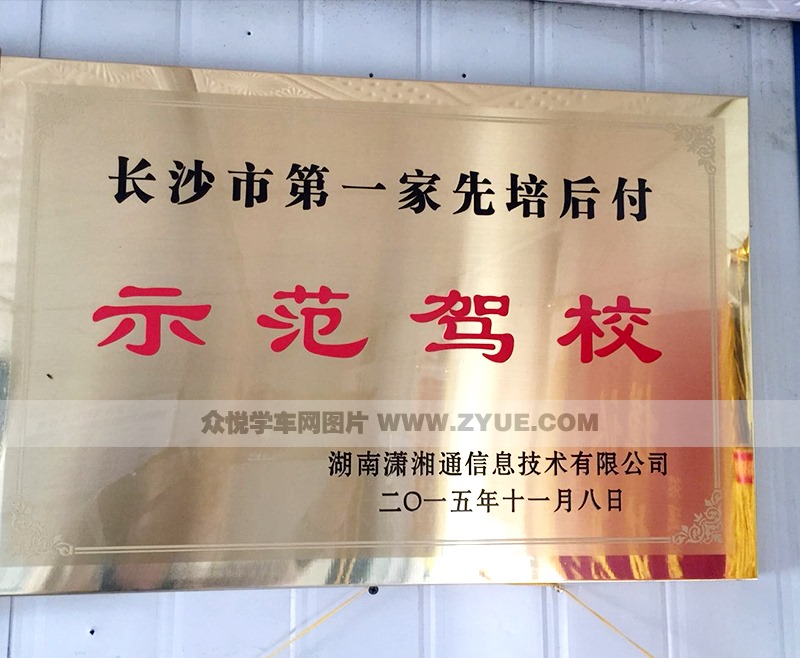 长沙市第一家先培后付
示范驾校
众悦学车网图片 WWW.ZYUE.COM
湖南潇湘通信息技术有限公司
二〇一五年十一月八日